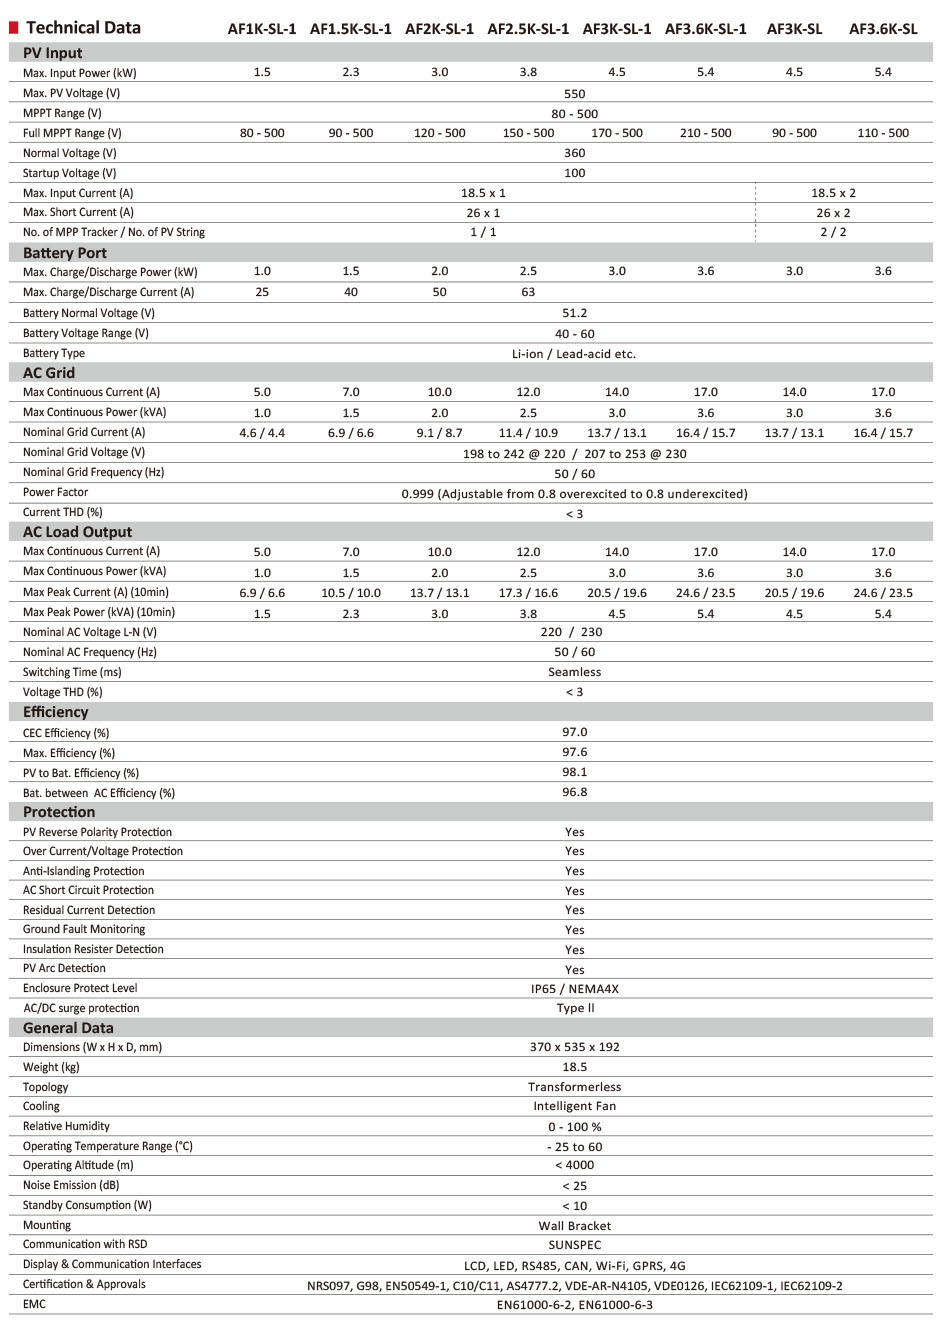 Technical Data AF1K-SL-1 AF1.5K-SL-1 AF2K-SL-1 AF2.5K-SL-1 AF3K-SL-1 AF3.6K-SL-1 AF3K-SL AF3.6K-SL
PV Input
Max. Input Power (kW) 1.5 2.3 3.0 3.8 4.5 5.4 4.5 5.4
Max. PV Voltage (V) 550
MPPT Range (V) 80 - 500
Full MPPT Range (V) 80 - 500 90 - 500 120 - 500 150 - 500 170 - 500 210 - 500 90 - 500 110 - 500
Normal Voltage (V) 360
Startup Voltage (V) 100
Max. Input Current (A) 18.5 x 1 18.5 x 2
Max. Short Current (A) 26 x 1 26 x 2
No. of MPP Tracker / No. of PV String 1 / 1 2 / 2
Battery Port
Max. Charge/Discharge Power (kW) 1.0 1.5 2.0 2.5 3.0 3.6 3.0 3.6
Max. Charge/Discharge Current (A) 25 40 50 63
Battery Normal Voltage (V) 51.2
Battery Voltage Range (V) 40 - 60
Battery Type Li-ion / Lead-acid etc.
AC Grid
Max Continuous Current (A) 5.0 7.0 10.0 12.0 14.0 17.0 14.0 17.0
Max Continuous Power (kVA) 1.0 1.5 2.0 2.5 3.0 3.6 3.0 3.6
Nominal Grid Current (A) 4.6 / 4.4 6.9 / 6.6 9.1 / 8.7 11.4 / 10.9 13.7 / 13.1 16.4 / 15.7 13.7 / 13.1 16.4 / 15.7
Nominal Grid Voltage (V) 198 to 242 @ 220 / 207 to 253 @ 230
Nominal Grid Frequency (Hz) 50 / 60
Power Factor 0.999 (Adjustable from 0.8 overexcited to 0.8 underexcited)
Current THD (%) < 3
AC Load Output
Max Continuous Current (A) 5.0 7.0 10.0 12.0 14.0 17.0 14.0 17.0
Max Continuous Power (kVA) 1.0 1.5 2.0 2.5 3.0 3.6 3.0 3.6
Max Peak Current (A) (10min) 6.9 / 6.6 10.5 / 10.0 13.7 / 13.1 17.3 / 16.6 20.5 / 19.6 24.6 / 23.5 20.5 / 19.6 24.6 / 23.5
Max Peak Power (kVA) (10min) 1.5 2.3 3.0 3.8 4.5 5.4 4.5 5.4
Nominal AC Voltage L-N (V) 220 / 230
Nominal AC Frequency (Hz) 50 / 60
Switching Time (ms) Seamless
Voltage THD (%) < 3
Efficiency
CEC Efficiency (%) 97.0
Max. Efficiency (%) 97.6
PV to Bat. Efficiency (%) 98.1
Bat. between AC Efficiency (%) 96.8
Protection
PV Reverse Polarity Protection Yes
Over Current/Voltage Protection Yes
Anti-Islanding Protection Yes
AC Short Circuit Protection Yes
Residual Current Detection Yes
Ground Fault Monitoring Yes
Insulation Resister Detection Yes
PV Arc Detection Yes
Enclosure Protect Level IP65 / NEMA4X
AC/DC surge protection Type II
General Data
Dimensions (W x H x D, mm) 370 x 535 x 192
Weight (kg) 18.5
Topology Transformerless
Cooling Intelligent Fan
Relative Humidity 0 - 100 %
Operating Temperature Range (°C) - 25 to 60
Operating Altitude (m) < 4000
Noise Emission (dB) < 25
Standby Consumption (W) < 10
Mounting Wall Bracket
Communication with RSD SUNSPEC
Display & Communication Interfaces LCD, LED, RS485, CAN, Wi-Fi, GPRS, 4G
Certification & Approvals NRS097, G98, EN50549-1, C10/C11, AS4777.2, VDE-AR-N4105, VDE0126, IEC62109-1, IEC62109-2
EMC EN61000-6-2, EN61000-6-3